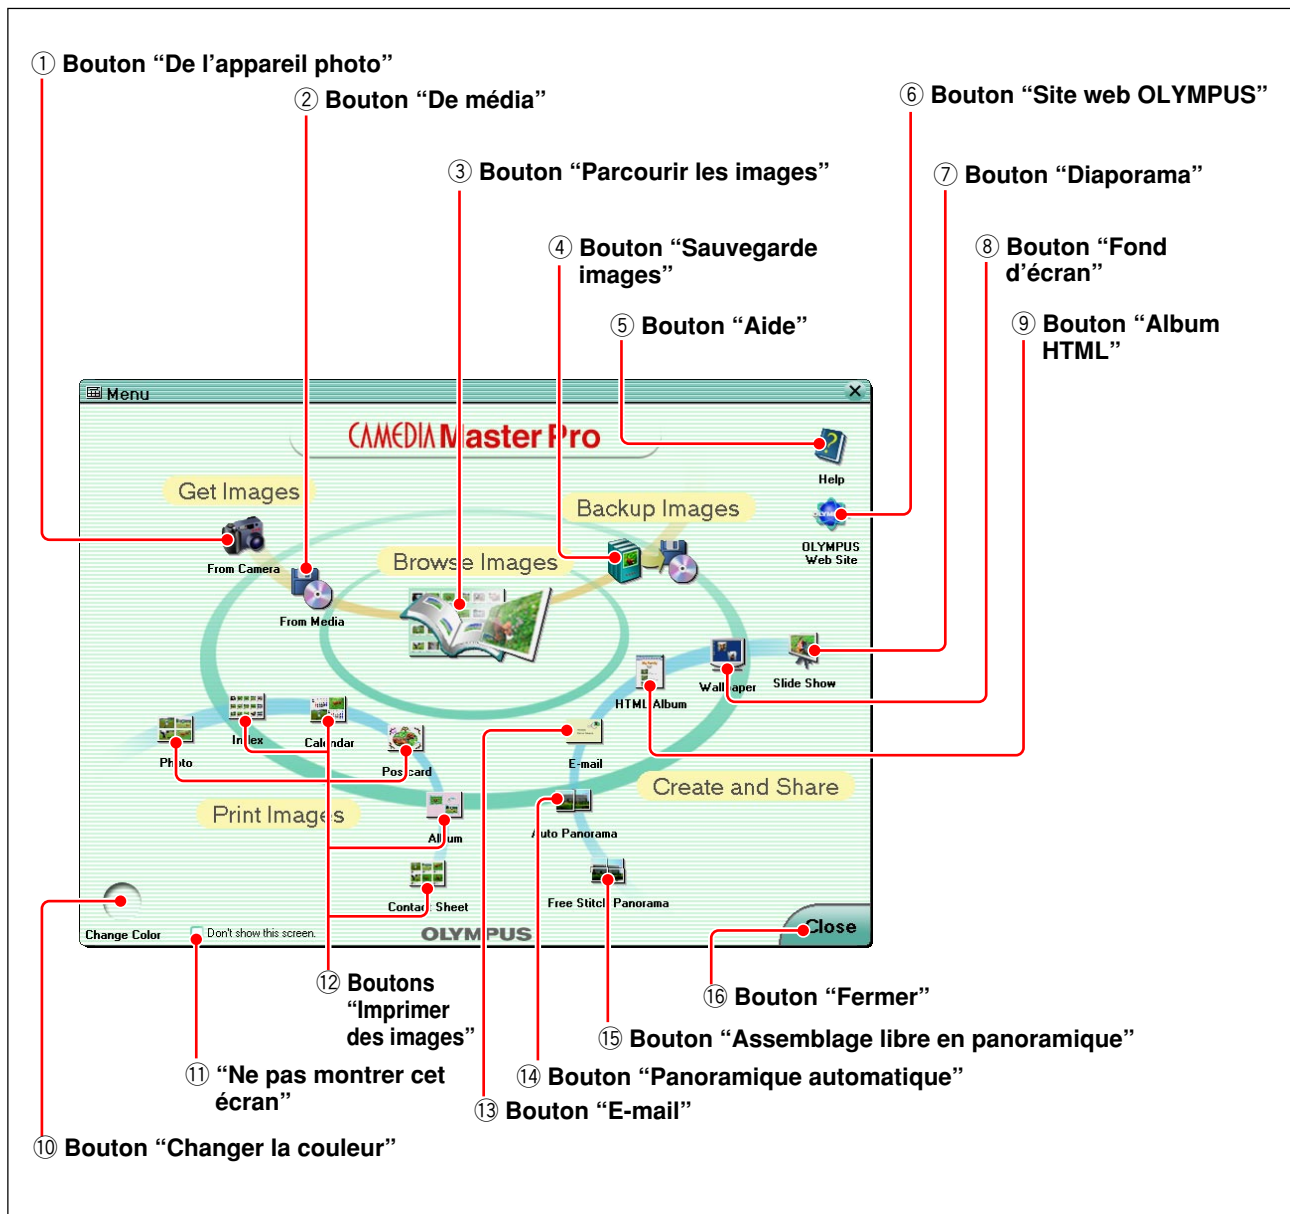 ① Bouton “De l'appareil photo”
② Bouton “De média”
⑥ Bouton “Site web OLYMPUS”
③ Bouton “Parcourir les images”
⑦ Bouton “Diaporama”
④ Bouton “Sauvegarde
images”
⑧ Bouton “Fond
d'écran”
⑤ Bouton “Aide”
⑨ Bouton “Album
HTML”
Menu
CAMEDIA Master Pro
Help
Get Images
Backup Images
OLYMPUS
Web Site
From Camera
Browse Images
From Media
Wallpaper
Slide Show
HTML Album
Index
Calendar
Photo
Postcard
E-mail
Create and Share
Print Images
Album
Auto Panorama
Contact Sheet
Free Stitch Panorama
Change Color
Don't show this screen.
OLYMPUS
Close
⑫ Boutons
“Imprimer
des images”
⑯ Bouton “Fermer”
⑮ Bouton “Assemblage libre en panoramique”
⑪ “Ne pas montrer cet
écran”
⑭ Bouton “Panoramique automatique”
⑬ Bouton “E-mail”
⑩ Bouton “Changer la couleur”